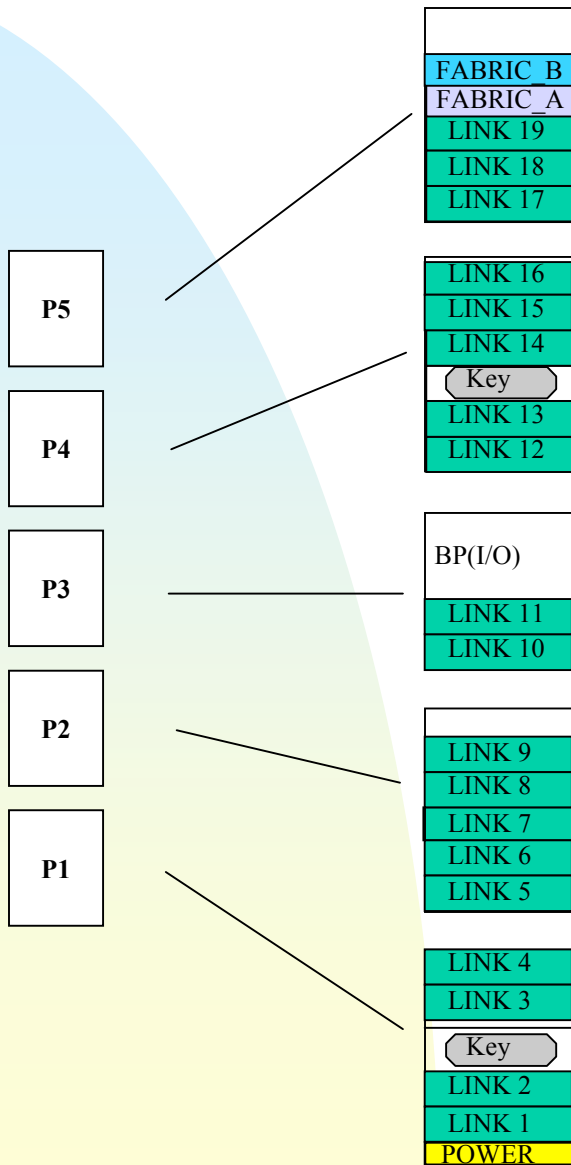 P5
P4
P3
P2
P1
FABRIC_B
FABRIC_A
LINK 19
LINK 18
LINK 17
LINK 16
LINK 15
LINK 14
Key
LINK 13
LINK 12
BP(I/O)
LINK 11
LINK 10
LINK 9
LINK 8
LINK 7
LINK 6
LINK 5
LINK 4
LINK 3
Key
LINK 2
LINK 1
POWER